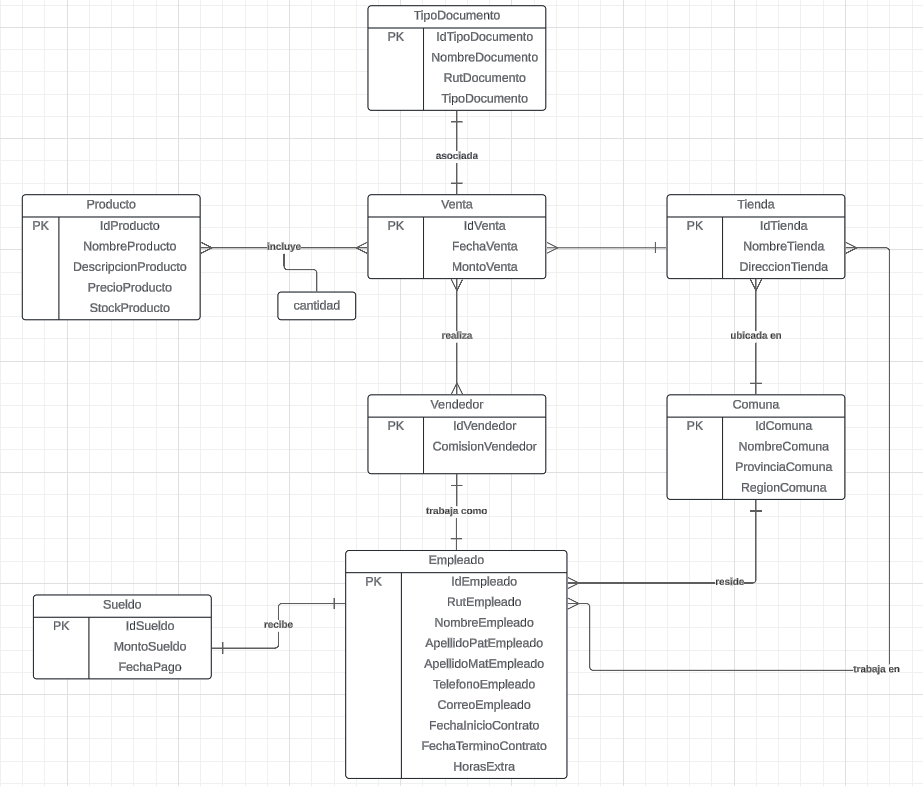 TipoDocumento
PK IdTipoDocumento
NombreDocumento
RutDocumento
TipoDocumento
asociada
Producto
PK IdProducto
NombreProducto
DescripcionProducto
PrecioProducto
StockProducto
incluye
cantidad
Venta
PK IdVenta
FechaVenta
MontoVenta
Tienda
PK IdTienda
NombreTienda
DireccionTienda
realiza
ubicada en
Vendedor
PK IdVendedor
ComisionVendedor
Comuna
PK IdComuna
NombreComuna
ProvinciaComuna
RegionComuna
trabaja como
reside
Sueldo
PK IdSueldo
MontoSueldo
FechaPago
recibe
Empleado
PK IdEmpleado
RutEmpleado
NombreEmpleado
ApellidoPatEmpleado
ApellidoMatEmpleado
TelefonoEmpleado
CorreoEmpleado
FechaInicioContrato
FechaTerminoContrato
HorasExtra
trabaja en